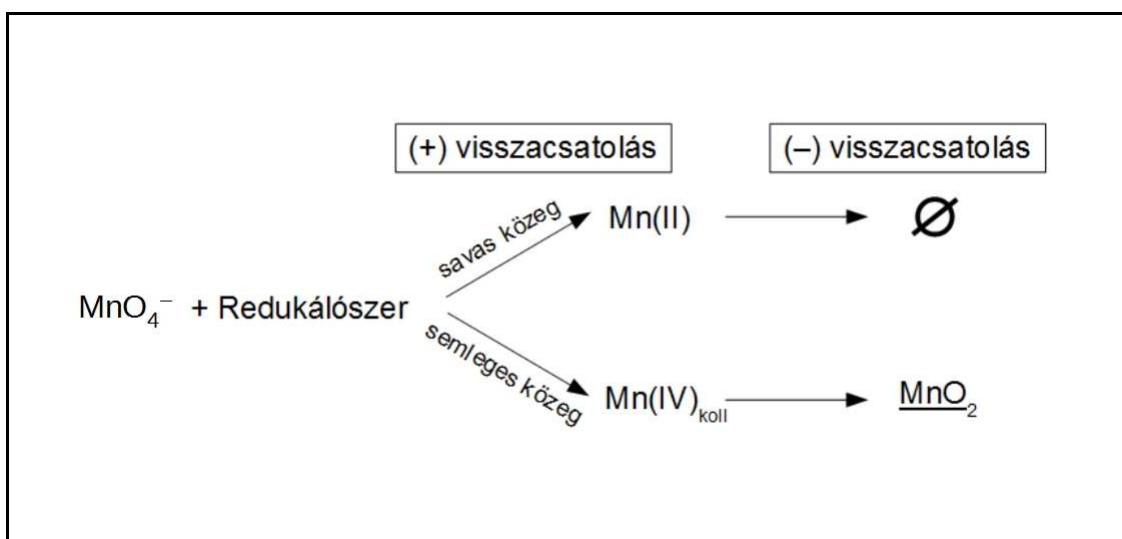 (+) visszacsatolás
(–) visszacsatolás
savas közeg
Mn(II)
Ø
MnO₄⁻ + Redukálószer
semleges közeg
Mn(IV)koll
MnO₂